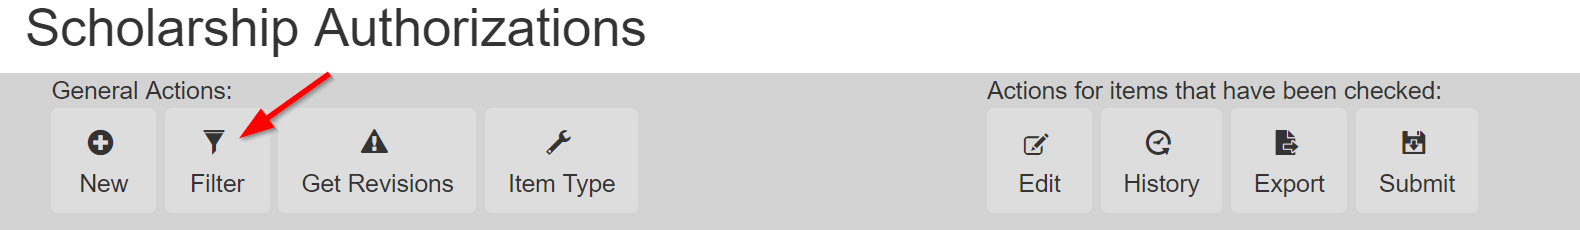 Scholarship Authorizations
General Actions:
Actions for items that have been checked:
New
Filter
Get Revisions
Item Type
Edit
History
Export
Submit